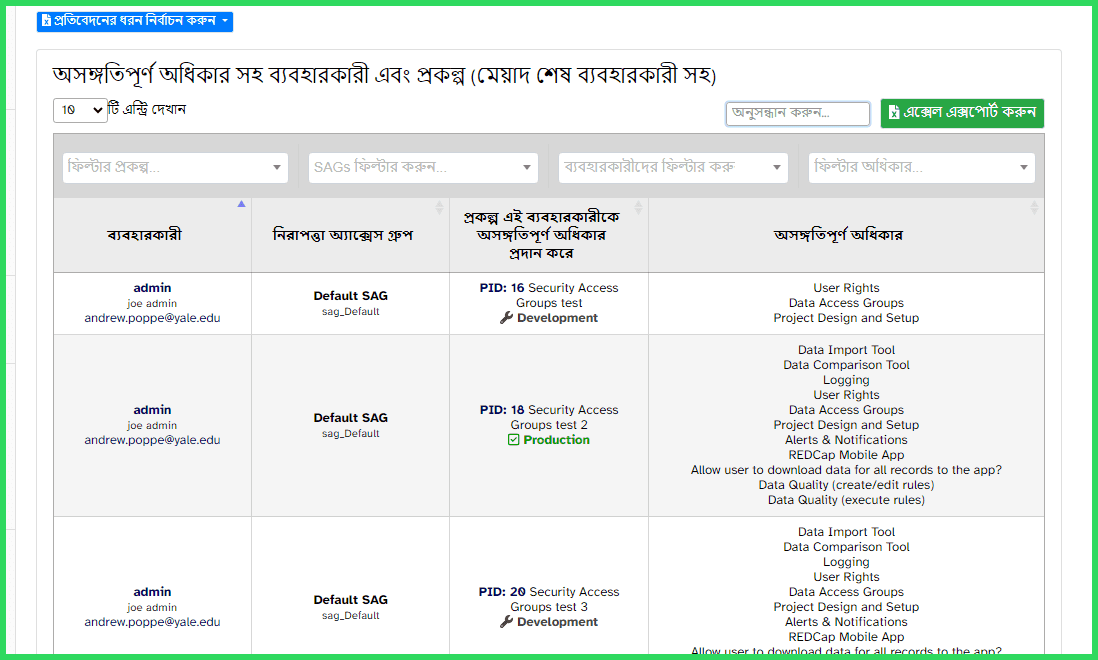 প্রতিবেদনের ধরন নির্বাচন করুন
অসঙ্গতিপূর্ণ অধিকার সহ ব্যবহারকারী এবং প্রকল্প (মেয়াদ শেষ ব্যবহারকারী সহ)
10 টি এন্ট্রি দেখান
অনুসন্ধান করুন...
এক্সেল এক্সপোর্ট করুন
ফিল্টার প্রকল্প...
SAGs ফিল্টার করুন...
ব্যবহারকারীদের ফিল্টার করু
ফিল্টার অধিকার...
ব্যবহারকারী
নিরাপত্তা অ্যাক্সেস গ্রুপ
প্রকল্প এই ব্যবহারকারীকে
অসঙ্গতিপূর্ণ অধিকার
প্রদান করে
অসঙ্গতিপূর্ণ অধিকার
admin
joe admin
andrew.poppe@yale.edu
Default SAG
sag_Default
PID: 16 Security Access
Groups test
Development
User Rights
Data Access Groups
Project Design and Setup
admin
joe admin
andrew.poppe@yale.edu
Default SAG
sag_Default
PID: 18 Security Access
Groups test 2
Production
Data Import Tool
Data Comparison Tool
Logging
User Rights
Data Access Groups
Project Design and Setup
Alerts & Notifications
REDCap Mobile App
Allow user to download data for all records to the app?
Data Quality (create/edit rules)
Data Quality (execute rules)
admin
joe admin
andrew.poppe@yale.edu
Default SAG
sag_Default
PID: 20 Security Access
Groups test 3
Development
Data Import Tool
Data Comparison Tool
Logging
User Rights
Data Access Groups
Project Design and Setup
Alerts & Notifications
REDCap Mobile App
Allow user to download data for all records to the app?